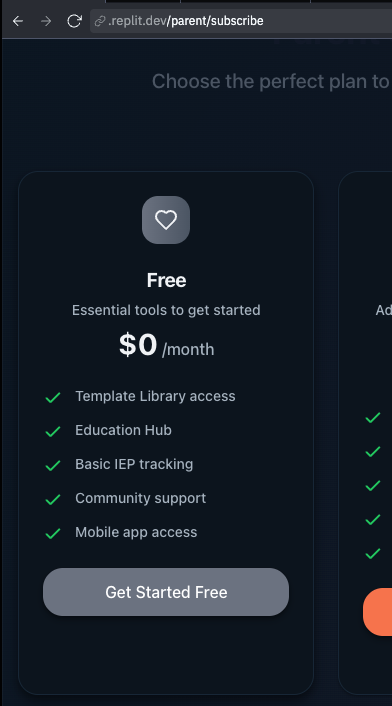 .replit.dev/parent/subscribe
Choose the perfect plan to
Free
Essential tools to get started
$0 /month
Template Library access
Education Hub
Basic IEP tracking
Community support
Mobile app access
Get Started Free
Ad